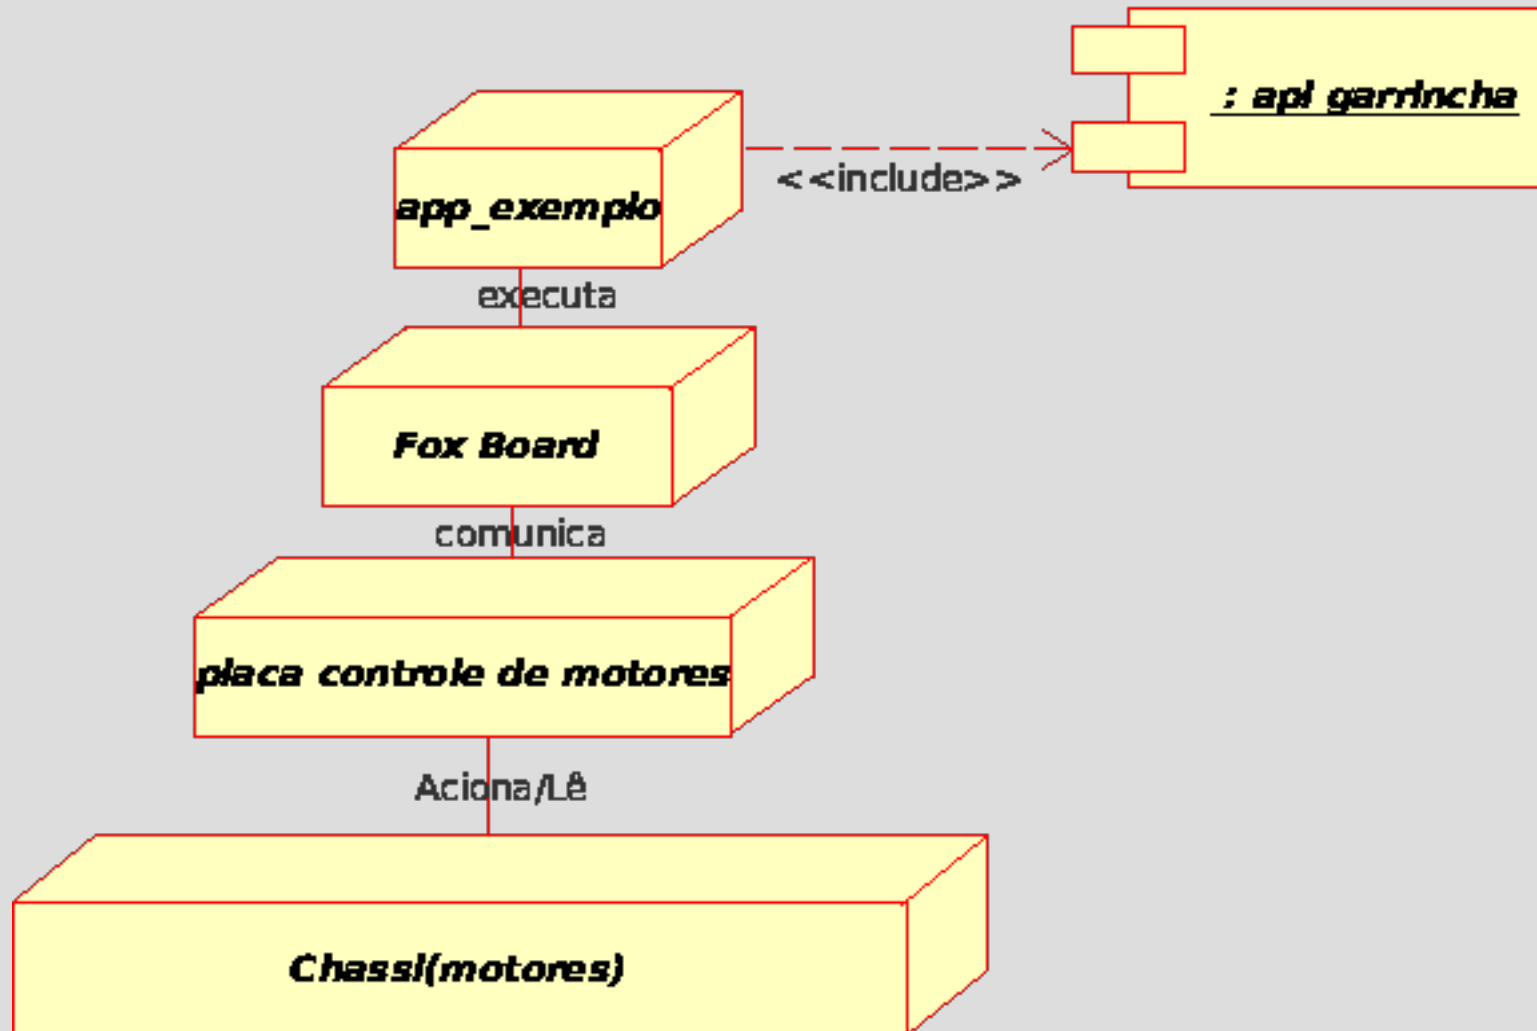 : api garrincha
<<include>>
app_exemplo
executa
Fox Board
comunica
placa controle de motores
Aciona/Lê
Chassi(motores)